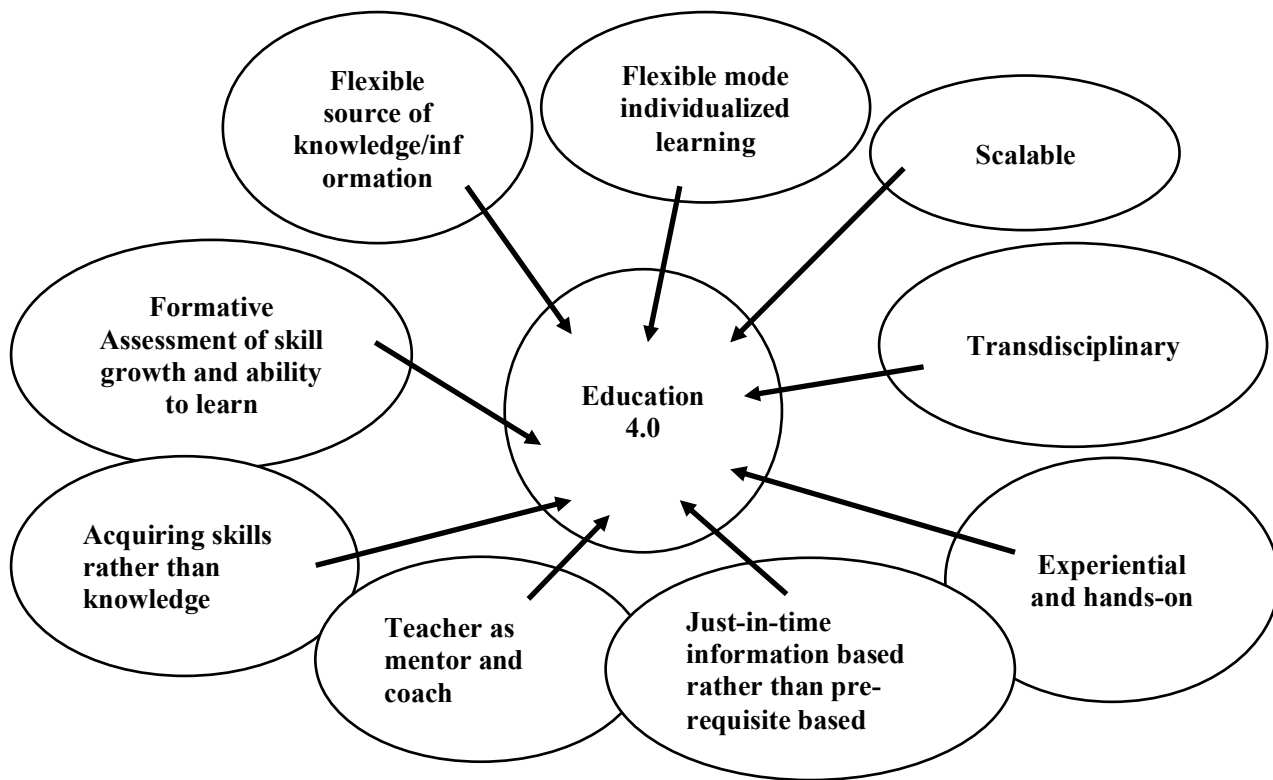 Flexible
source of
knowledge/inf
ormation
Flexible mode
individualized
learning
Scalable
Formative
Assessment of skill
growth and ability
to learn
Education
4.0
Transdisciplinary
Acquiring skills
rather than
knowledge
Teacher as
mentor and
coach
Just-in-time
information based
rather than pre-
requisite based
Experiential
and hands-on